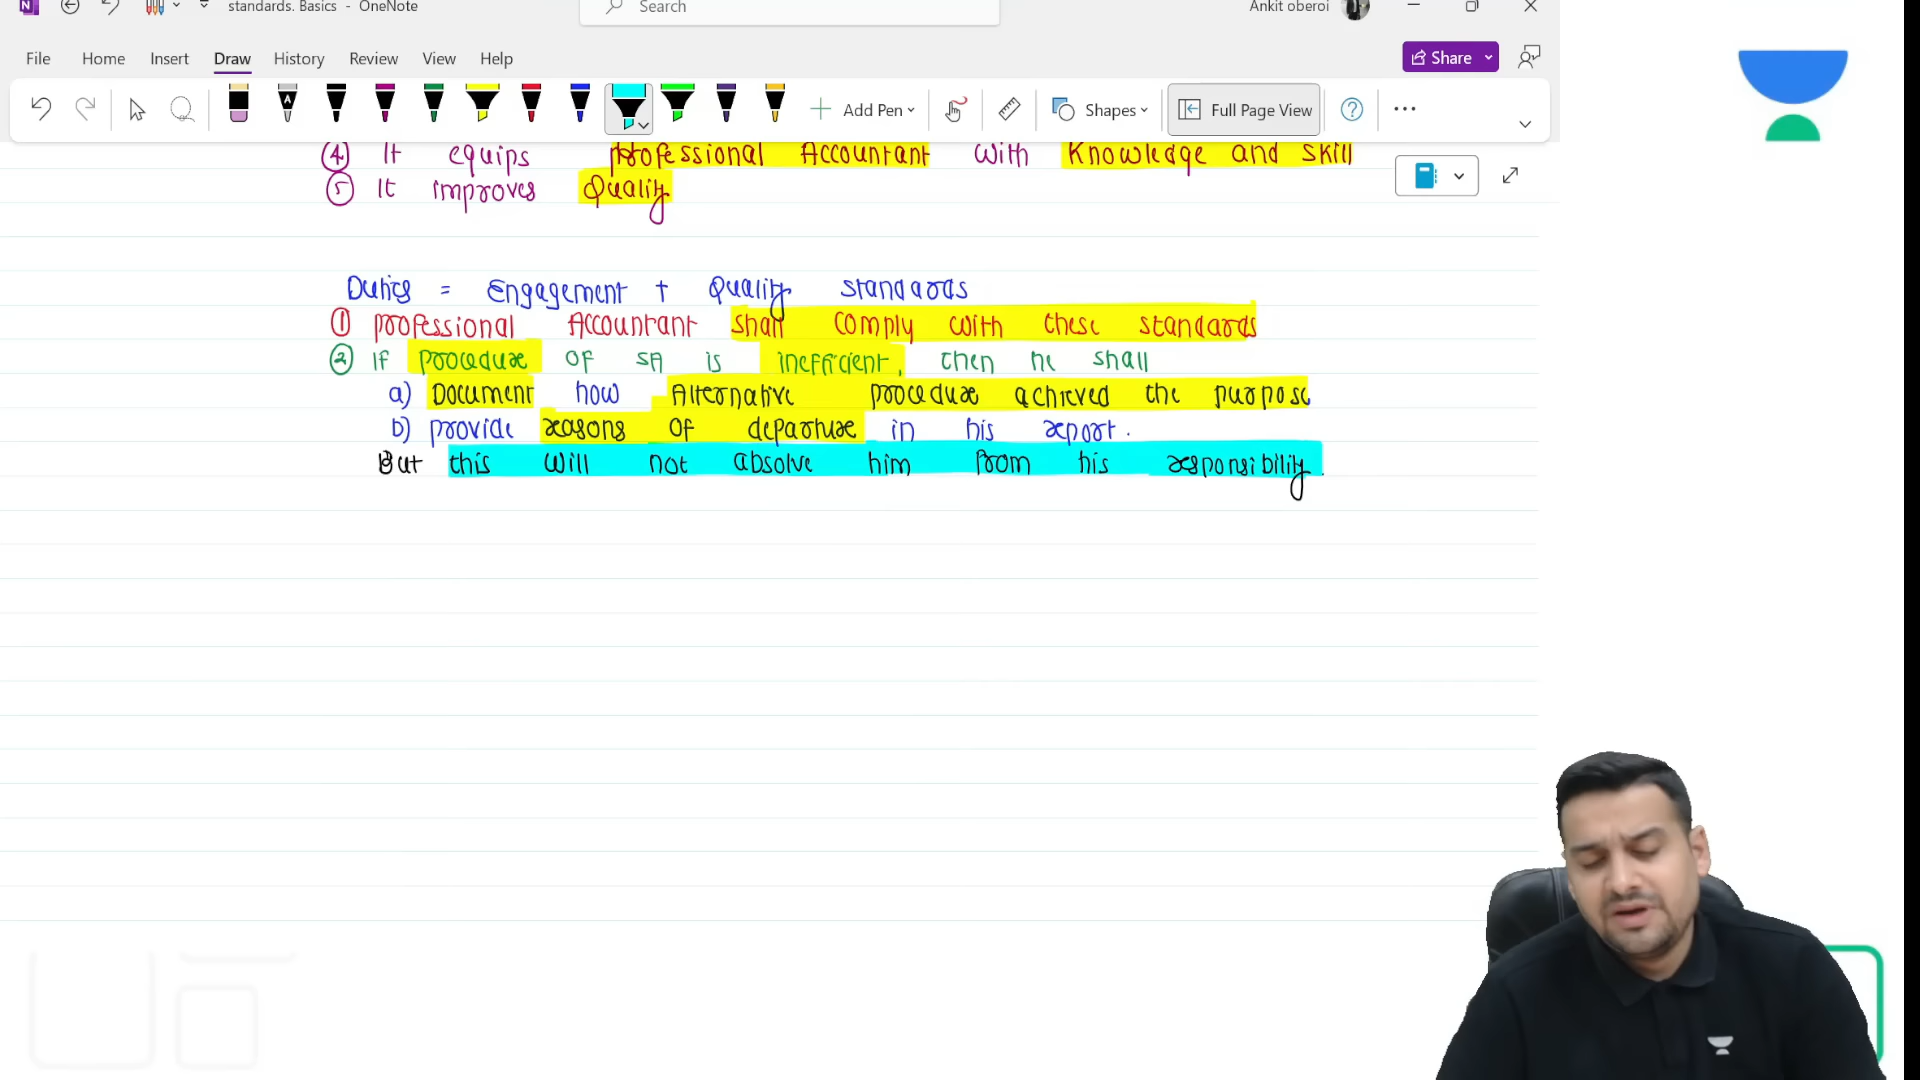 standards. Basics - OneNote
Search
Ankit oberoi
File Home Insert Draw History Review View Help
Share
Add Pen
Shapes
Full Page View
④ It equips professional Accountant with Knowledge and skill
⑤ It improves Quality
Duties = Engagement + Quality standards
① professional Accountant shall comply with these standards
② If procedure of SA is inefficient, then he shall
a) Document how Alternative procedure achieved the purpose
b) provide reasons of departure in his report.
But this will not absolve him from his responsibility.